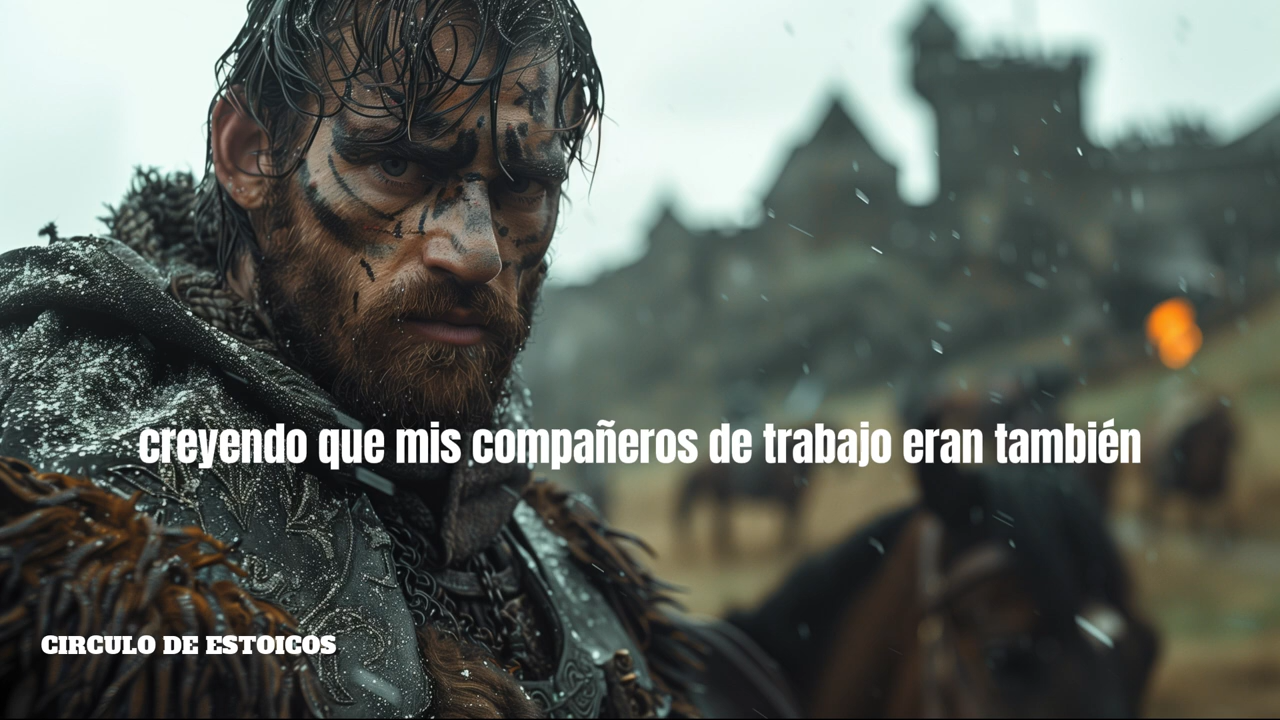 creyendo que mis compañeros de trabajo eran también
CIRCULO DE ESTOICOS